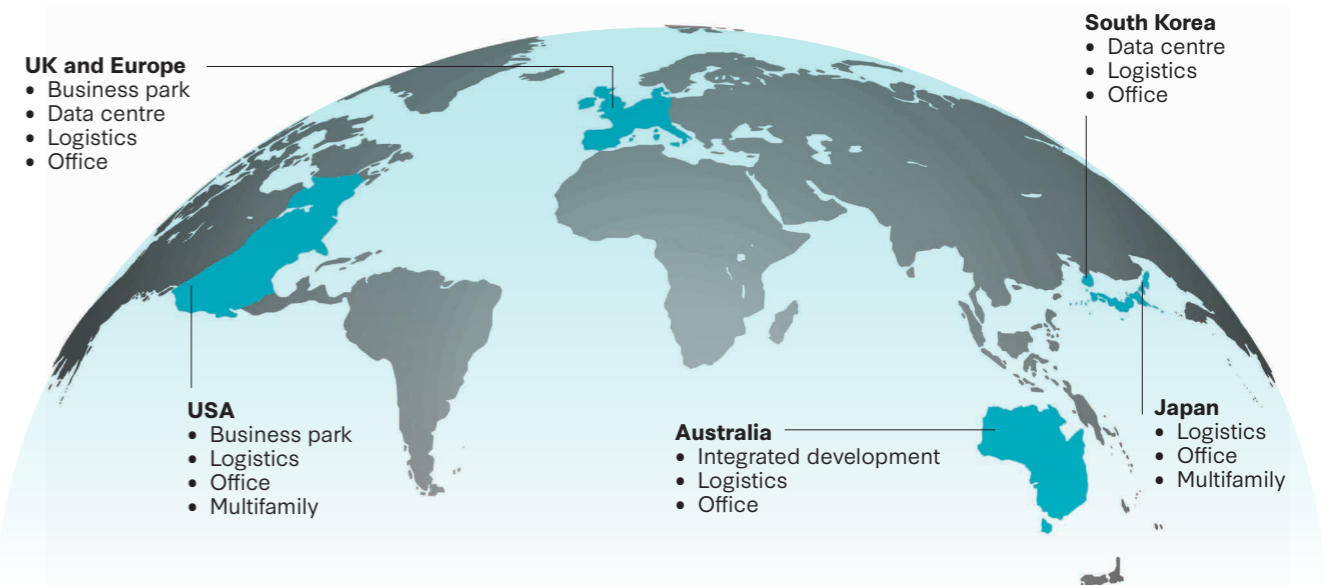 UK and Europe
• Business park
• Data centre
• Logistics
• Office
South Korea
• Data centre
• Logistics
• Office
USA
• Business park
• Logistics
• Office
• Multifamily
Australia
• Integrated development
• Logistics
• Office
Japan
• Logistics
• Office
• Multifamily